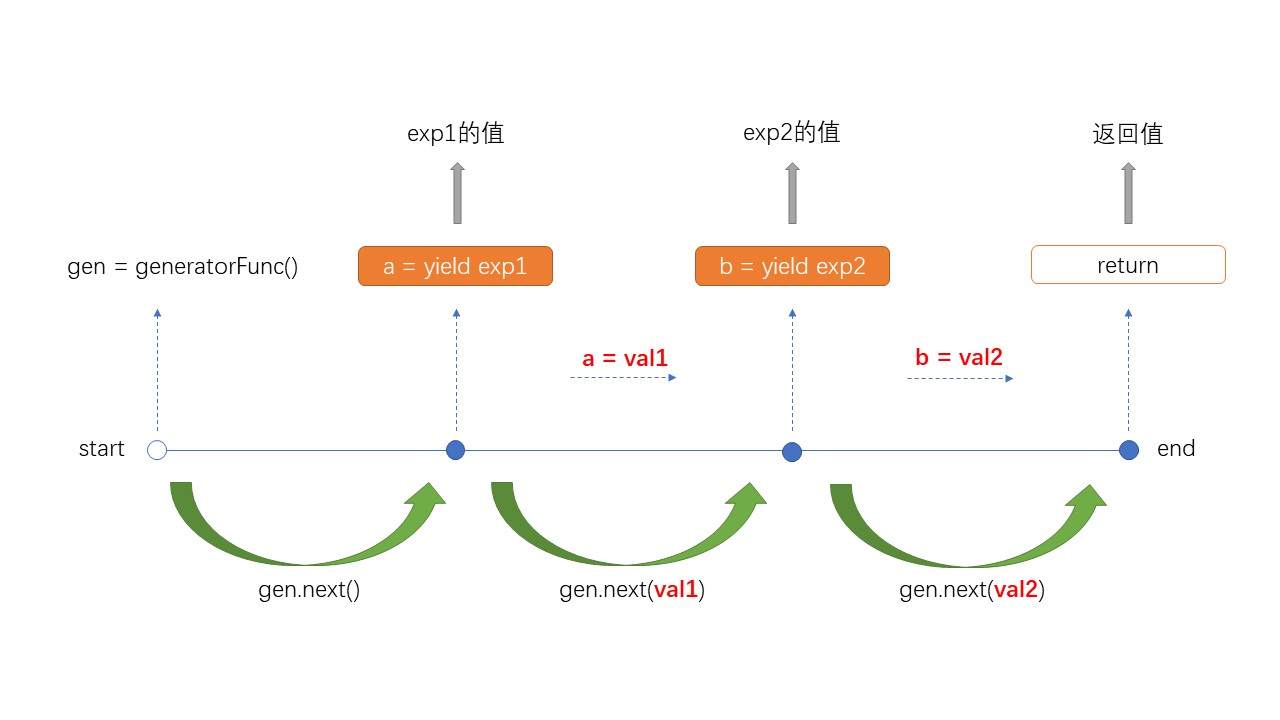 exp1的值
exp2的值
返回值
gen = generatorFunc()
a = yield exp1
b = yield exp2
return
a = val1
b = val2
start
end
gen.next()
gen.next(val1)
gen.next(val2)